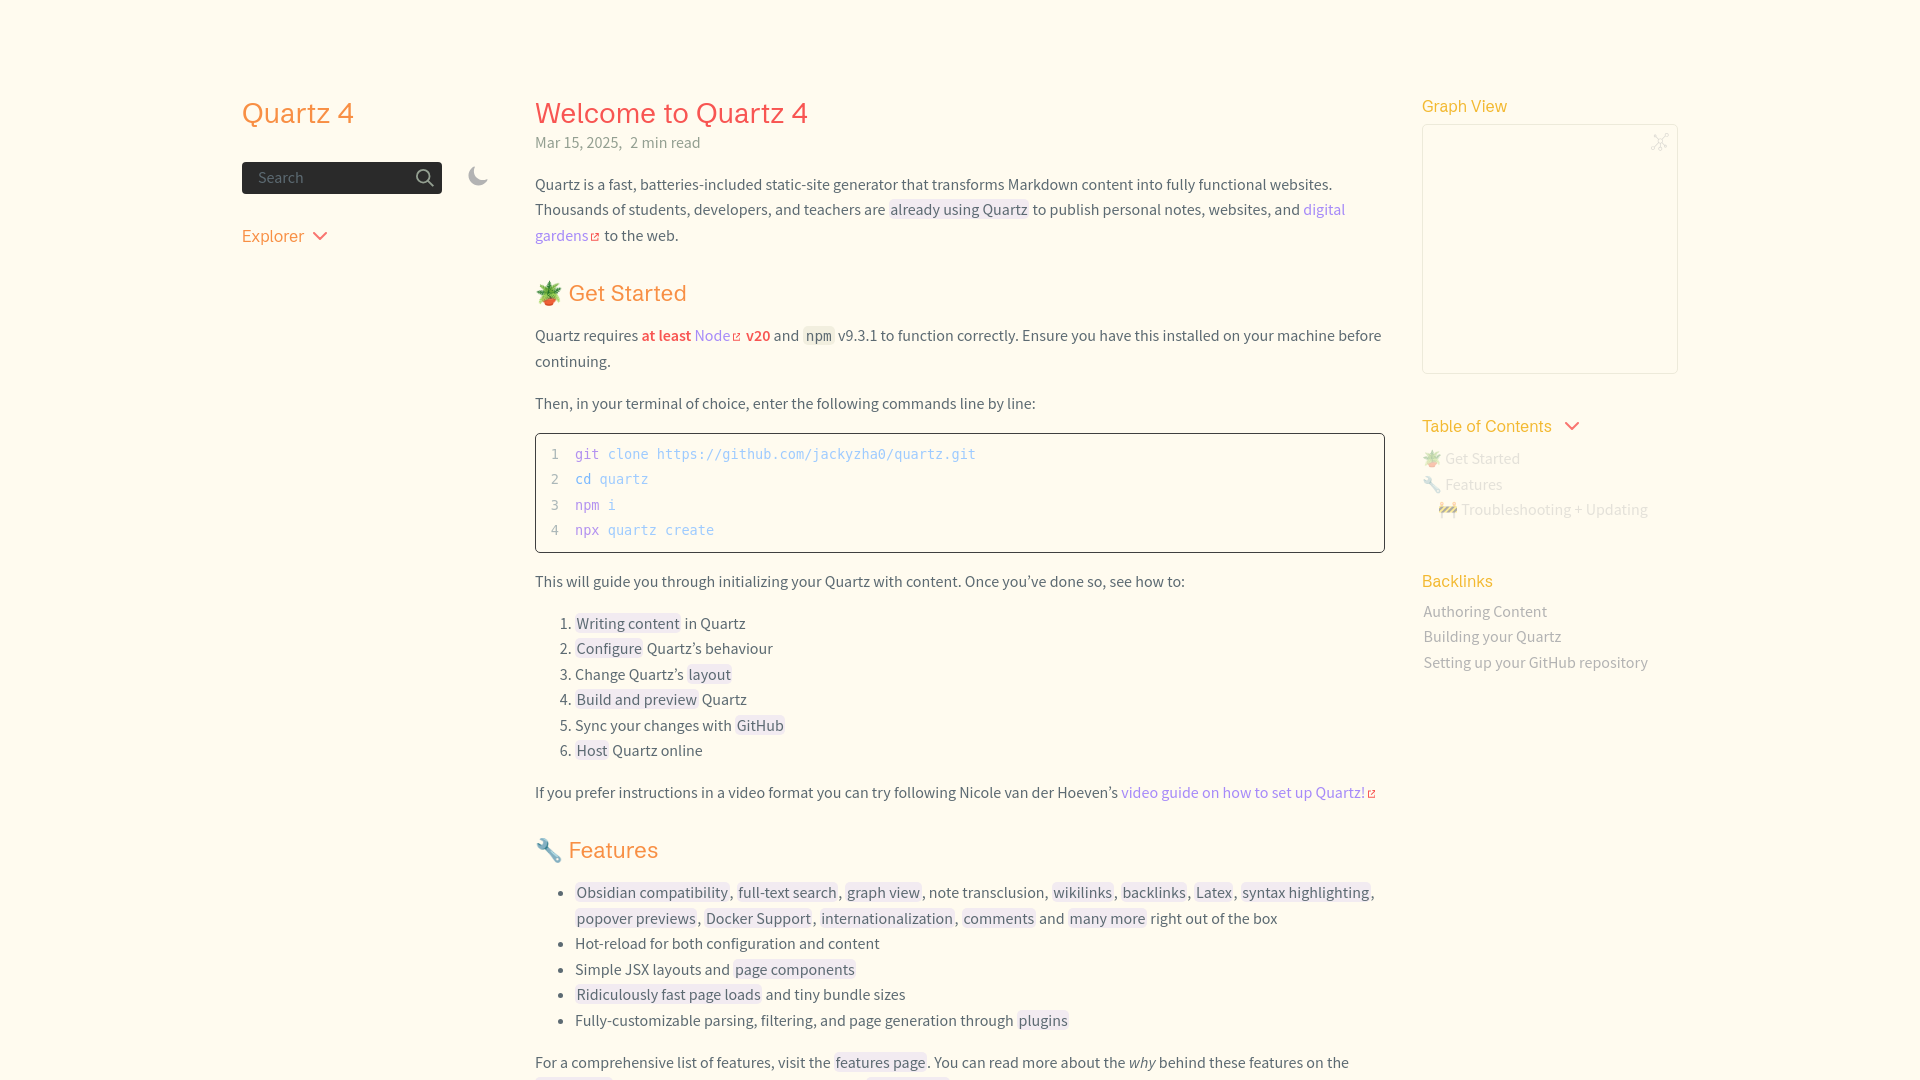 Quartz 4
Search
Explorer
Welcome to Quartz 4
Mar 15, 2025, 2 min read
Quartz is a fast, batteries-included static-site generator that transforms Markdown content into fully functional websites.
Thousands of students, developers, and teachers are already using Quartz to publish personal notes, websites, and digital
gardens to the web.
🪴 Get Started
Quartz requires at least Node v20 and npm v9.3.1 to function correctly. Ensure you have this installed on your machine before
continuing.
Then, in your terminal of choice, enter the following commands line by line:
1 git clone https://github.com/jackyzha0/quartz.git
2 cd quartz
3 npm i
4 npx quartz create
This will guide you through initializing your Quartz with content. Once you’ve done so, see how to:
1. Writing content in Quartz
2. Configure Quartz’s behaviour
3. Change Quartz’s layout
4. Build and preview Quartz
5. Sync your changes with GitHub
6. Host Quartz online
If you prefer instructions in a video format you can try following Nicole van der Hoeven’s video guide on how to set up Quartz!
🔧 Features
• Obsidian compatibility, full-text search, graph view, note transclusion, wikilinks, backlinks, Latex, syntax highlighting,
popover previews, Docker Support, internationalization, comments and many more right out of the box
• Hot-reload for both configuration and content
• Simple JSX layouts and page components
• Ridiculously fast page loads and tiny bundle sizes
• Fully-customizable parsing, filtering, and page generation through plugins
For a comprehensive list of features, visit the features page. You can read more about the why behind these features on the
Graph View
Table of Contents
🪴 Get Started
🔧 Features
🚧 Troubleshooting + Updating
Backlinks
Authoring Content
Building your Quartz
Setting up your GitHub repository